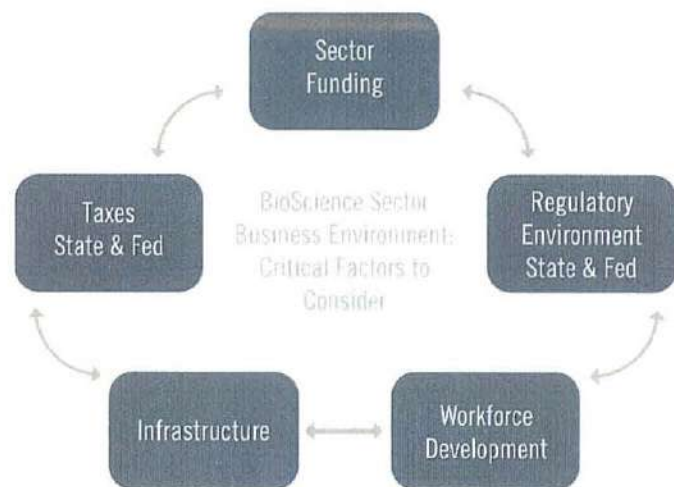 Sector
Funding
Taxes
State & Fed
BioScience Sector
Business Environment:
Critical Factors to
Consider
Regulatory
Environment
State & Fed
Infrastructure
Workforce
Development